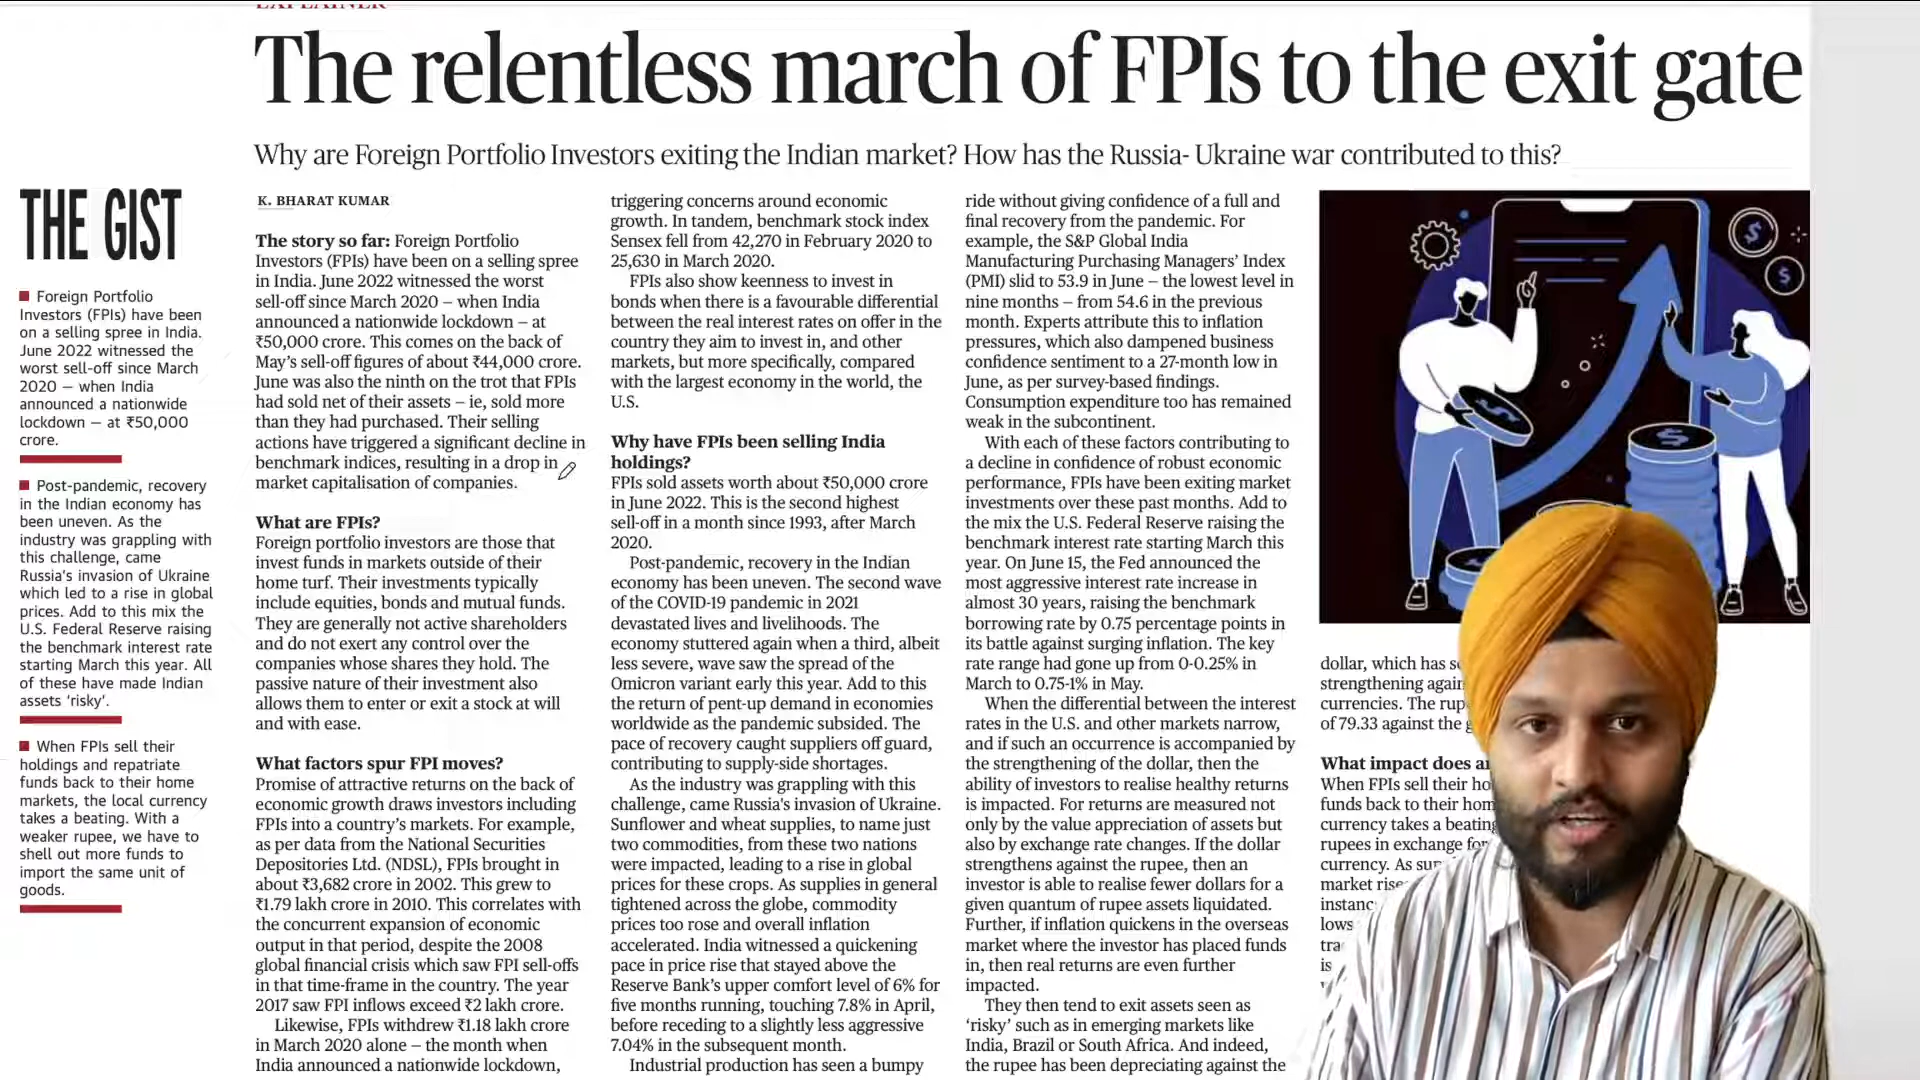 The relentless march of FPIs to the exit gate
Why are Foreign Portfolio Investors exiting the Indian market? How has the Russia- Ukraine war contributed to this?
THE GIST
Foreign Portfolio
Investors (FPIs) have been
on a selling spree in India.
June 2022 witnessed the
worst sell-off since March
2020 — when India
announced a nationwide
lockdown — at ₹50,000
crore.
Post-pandemic, recovery
in the Indian economy has
been uneven. As the
industry was grappling with
this challenge, came
Russia's invasion of Ukraine
which led to a rise in global
prices. Add to this mix the
U.S. Federal Reserve raising
the benchmark interest rate
starting March this year. All
of these have made Indian
assets ‘risky’.
When FPIs sell their
holdings and repatriate
funds back to their home
markets, the local currency
takes a beating. With a
weaker rupee, we have to
shell out more funds to
import the same unit of
goods.
K. BHARAT KUMAR
The story so far: Foreign Portfolio
Investors (FPIs) have been on a selling spree
in India. June 2022 witnessed the worst
sell-off since March 2020 — when India
announced a nationwide lockdown — at
₹50,000 crore. This comes on the back of
May’s sell-off figures of about ₹44,000 crore.
June was also the ninth on the trot that FPIs
had sold net of their assets — ie, sold more
than they had purchased. Their selling
actions have triggered a significant decline in
benchmark indices, resulting in a drop in
market capitalisation of companies.
What are FPIs?
Foreign portfolio investors are those that
invest funds in markets outside of their
home turf. Their investments typically
include equities, bonds and mutual funds.
They are generally not active shareholders
and do not exert any control over the
companies whose shares they hold. The
passive nature of their investment also
allows them to enter or exit a stock at will
and with ease.
What factors spur FPI moves?
Promise of attractive returns on the back of
economic growth draws investors including
FPIs into a country’s markets. For example,
as per data from the National Securities
Depositories Ltd. (NDSL), FPIs brought in
about ₹3,682 crore in 2002. This grew to
₹1.79 lakh crore in 2010. This correlates with
the concurrent expansion of economic
output in that period, despite the 2008
global financial crisis which saw FPI sell-offs
in that time-frame in the country. The year
2017 saw FPI inflows exceed ₹2 lakh crore.
Likewise, FPIs withdrew ₹1.18 lakh crore
in March 2020 alone — the month when
India announced a nationwide lockdown,
triggering concerns around economic
growth. In tandem, benchmark stock index
Sensex fell from 42,270 in February 2020 to
25,630 in March 2020.
FPIs also show keenness to invest in
bonds when there is a favourable differential
between the real interest rates on offer in the
country they aim to invest in, and other
markets, but more specifically, compared
with the largest economy in the world, the
U.S.
Why have FPIs been selling India
holdings?
FPIs sold assets worth about ₹50,000 crore
in June 2022. This is the second highest
sell-off in a month since 1993, after March
2020.
Post-pandemic, recovery in the Indian
economy has been uneven. The second wave
of the COVID-19 pandemic in 2021
devastated lives and livelihoods. The
economy stuttered again when a third, albeit
less severe, wave saw the spread of the
Omicron variant early this year. Add to this
the return of pent-up demand in economies
worldwide as the pandemic subsided. The
pace of recovery caught suppliers off guard,
contributing to supply-side shortages.
As the industry was grappling with this
challenge, came Russia's invasion of Ukraine.
Sunflower and wheat supplies, to name just
two commodities, from these two nations
were impacted, leading to a rise in global
prices for these crops. As supplies in general
tightened across the globe, commodity
prices too rose and overall inflation
accelerated. India witnessed a quickening
pace in price rise that stayed above the
Reserve Bank’s upper comfort level of 6% for
five months running, touching 7.8% in April,
before receding to a slightly less aggressive
7.04% in the subsequent month.
Industrial production has seen a bumpy
ride without giving confidence of a full and
final recovery from the pandemic. For
example, the S&P Global India
Manufacturing Purchasing Managers’ Index
(PMI) slid to 53.9 in June — the lowest level in
nine months — from 54.6 in the previous
month. Experts attribute this to inflation
pressures, which also dampened business
confidence sentiment to a 27-month low in
June, as per survey-based findings.
Consumption expenditure too has remained
weak in the subcontinent.
With each of these factors contributing to
a decline in confidence of robust economic
performance, FPIs have been exiting market
investments over these past months. Add to
the mix the U.S. Federal Reserve raising the
benchmark interest rate starting March this
year. On June 15, the Fed announced the
most aggressive interest rate increase in
almost 30 years, raising the benchmark
borrowing rate by 0.75 percentage points in
its battle against surging inflation. The key
rate range had gone up from 0-0.25% in
March to 0.75-1% in May.
When the differential between the interest
rates in the U.S. and other markets narrow,
and if such an occurrence is accompanied by
the strengthening of the dollar, then the
ability of investors to realise healthy returns
is impacted. For returns are measured not
only by the value appreciation of assets but
also by exchange rate changes. If the dollar
strengthens against the rupee, then an
investor is able to realise fewer dollars for a
given quantum of rupee assets liquidated.
Further, if inflation quickens in the overseas
market where the investor has placed funds
in, then real returns are even further
impacted.
They then tend to exit assets seen as
‘risky’ such as in emerging markets like
India, Brazil or South Africa. And indeed,
the rupee has been depreciating against the
dollar, which has
strengthening
currencies. The
of 79.33 against the
What impact does
When FPIs sell their
funds back to their
currency takes a beating
rupees in exchange
currency. As
market
is